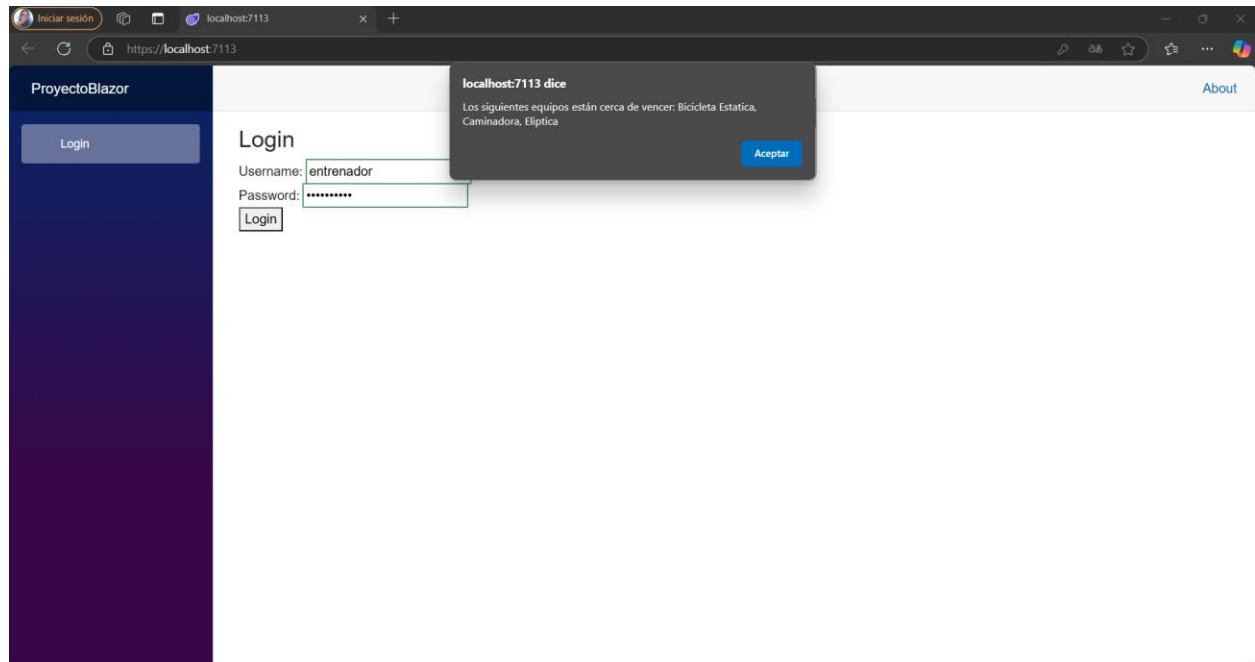 Iniciar sesión
localhost:7113
https://localhost:7113
ProyectoBlazor
localhost:7113 dice
Los siguientes equipos están cerca de vencer: Bicicleta Estatica,
Caminadora, Eliptica
Aceptar
About
Login
Login
Username: entrenador
Password: ••••••••••
Login